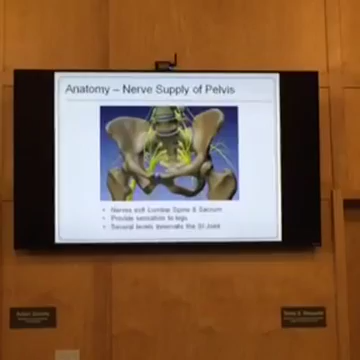 Anatomy – Nerve Supply of Pelvis
• Nerves exit Lumbar Spine & Sacrum
• Provide sensation to legs
• Several levels innervate the SI Joint